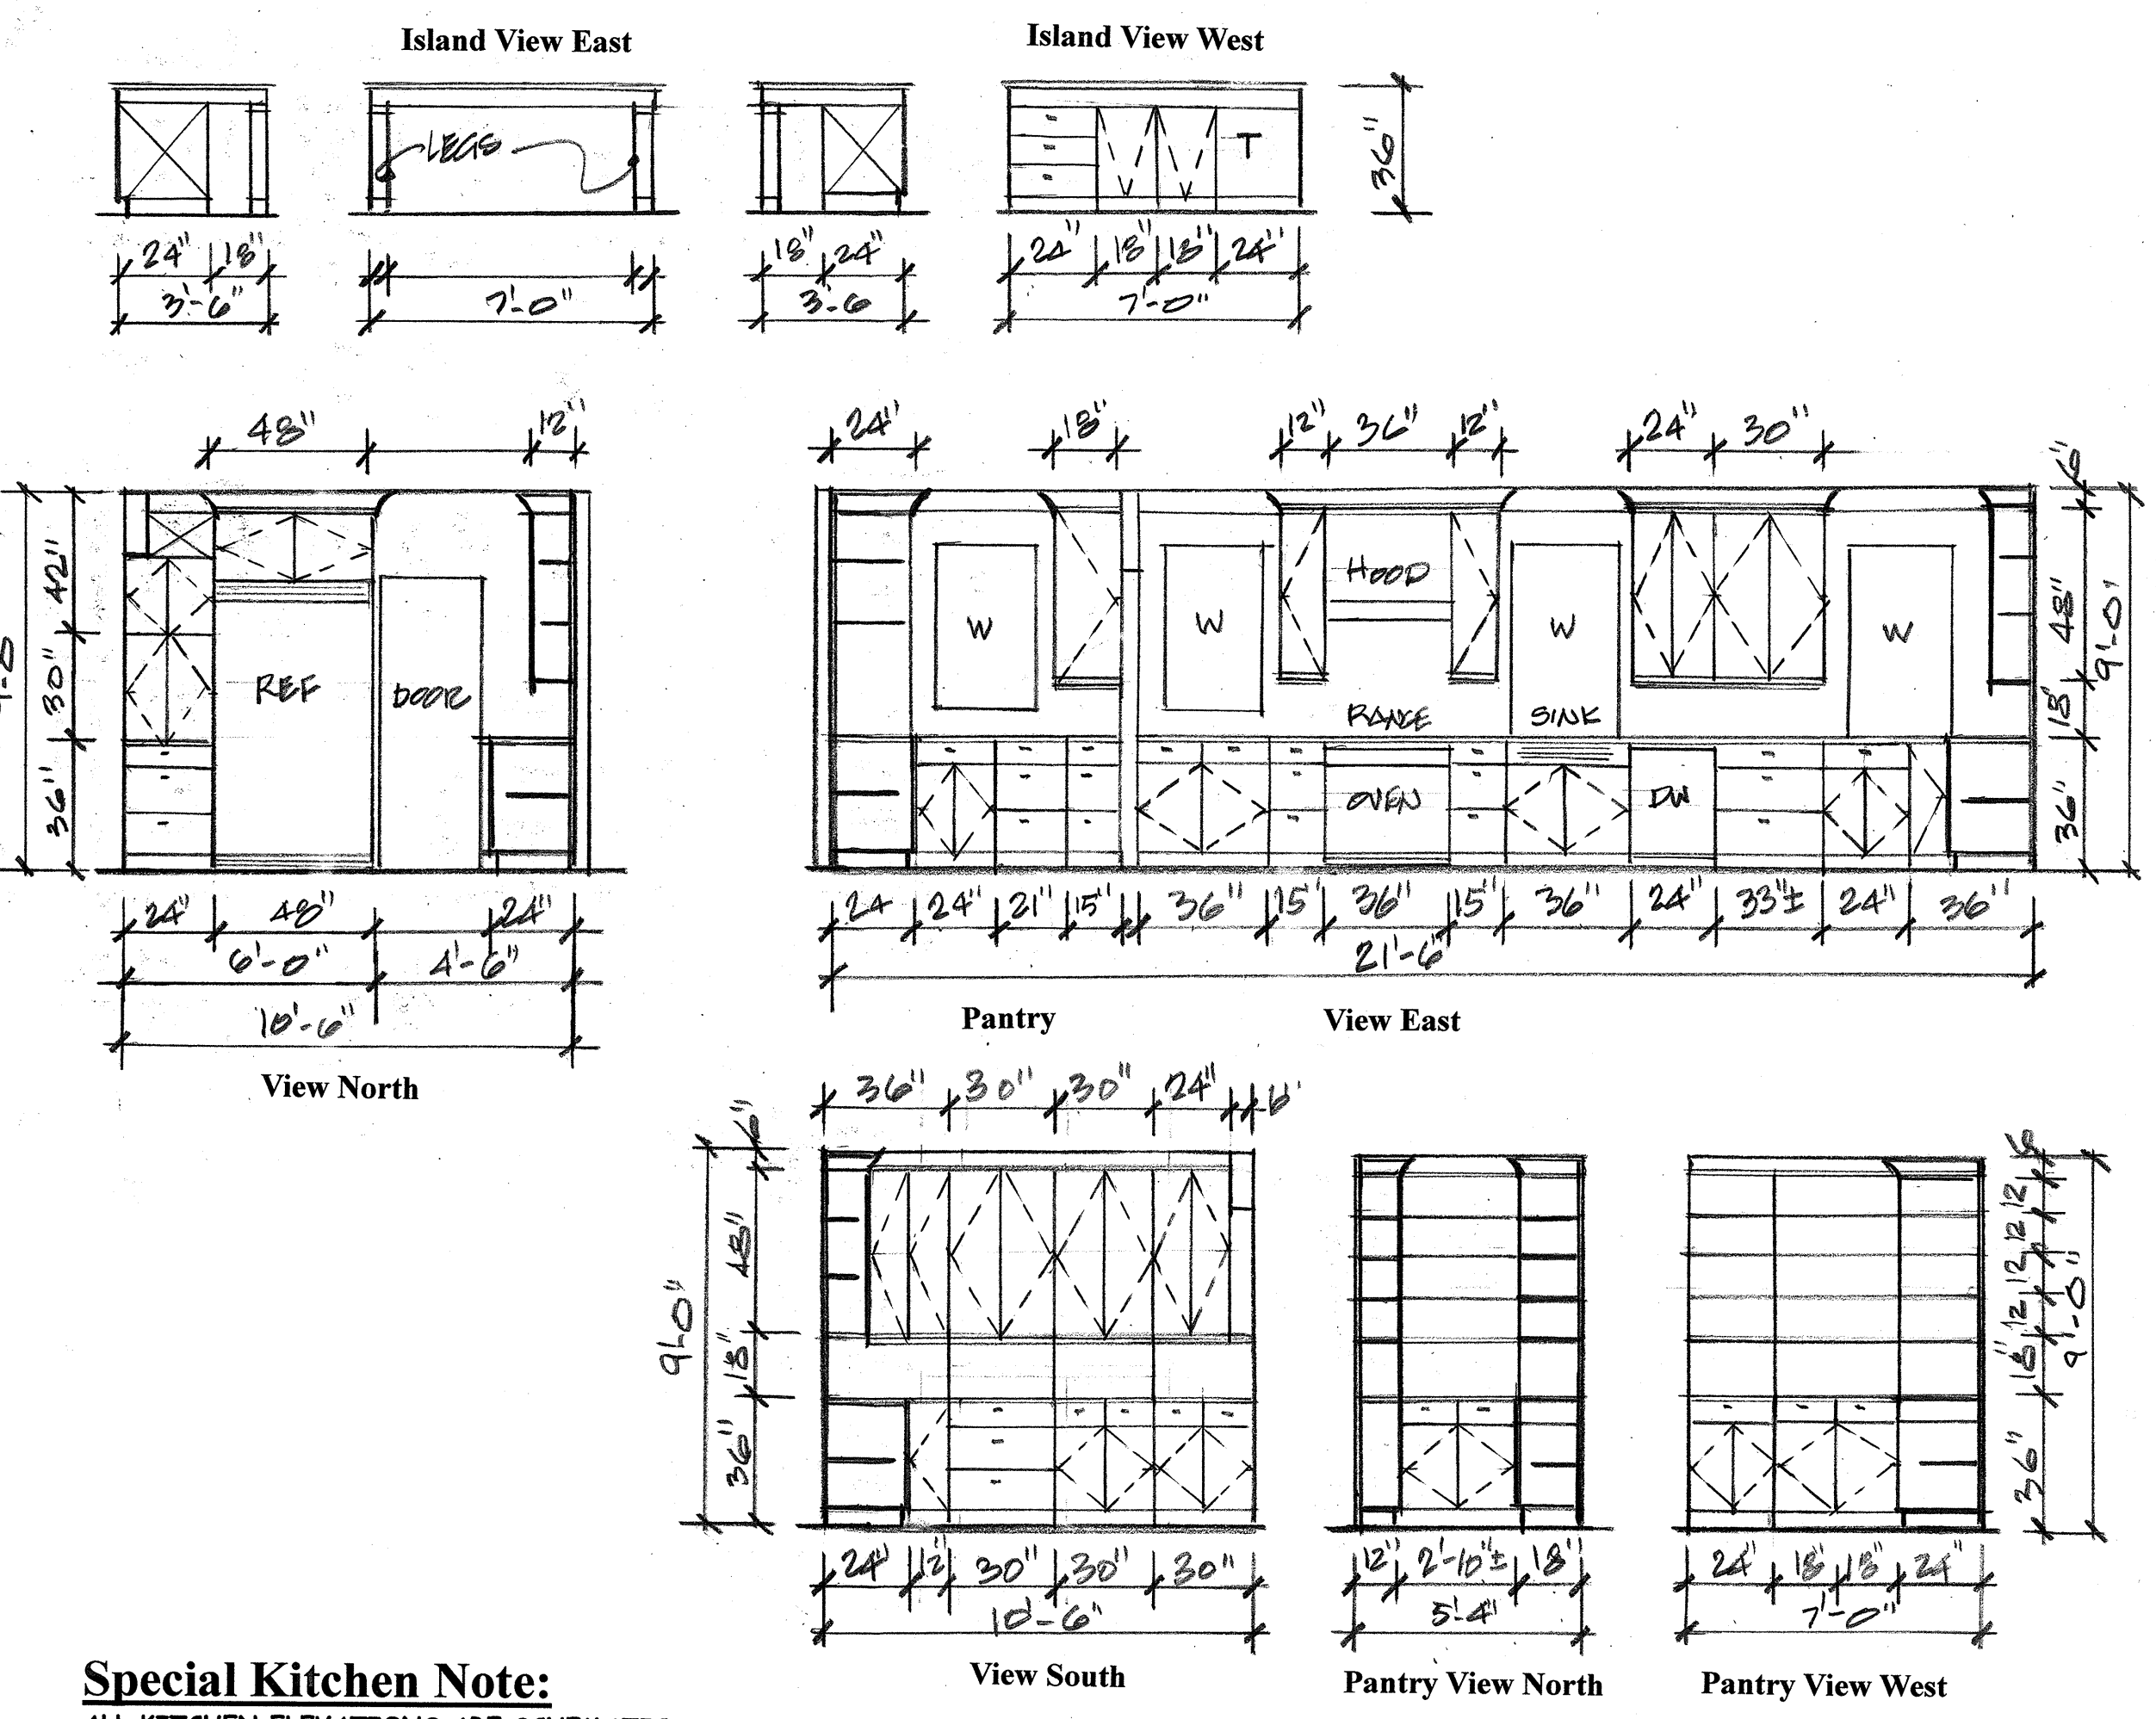 Island View East
Island View West
LEGS
T
36"
24" 18"
3'-6"
7'-0"
18" 24"
3'-6
24" 18" 18" 24"
7'-0"
48" 12"
42"
30"
36"
REF
DOOR
24" 48" 24"
6'-0" 4'-6"
10'-6"
View North
24" 18" 12" 36" 12" 24" 30"
6"
48"
18"
36"
9'-0"
W W HOOD W W
RANGE SINK
OVEN DW
24 24" 21" 15" 36" 15" 36" 15" 36" 24" 33"± 24" 36"
21'-6"
Pantry View East
36" 30" 30" 24" 6"
6"
48"
18"
36"
9'-0"
24" 12" 30" 30" 30"
10'-6"
View South
12" 2'-10"± 18"
5'-4"
Pantry View North
6
12
12
12
12
18"
36"
9'-0"
24" 18" 18" 24"
7'-0"
Pantry View West
Special Kitchen Note: